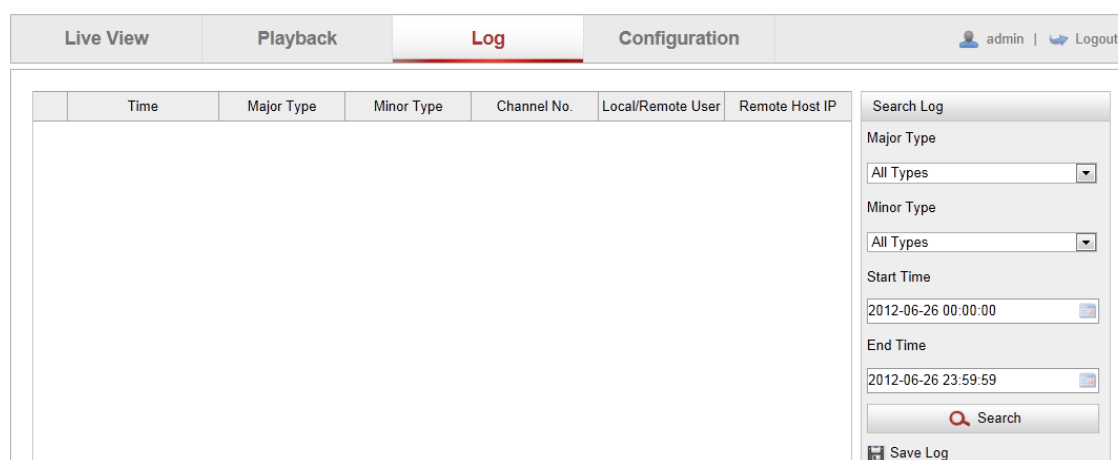 Live View Playback Log Configuration admin | Logout
Time Major Type Minor Type Channel No. Local/Remote User Remote Host IP
Search Log
Major Type
All Types
Minor Type
All Types
Start Time
2012-06-26 00:00:00
End Time
2012-06-26 23:59:59
Search
Save Log